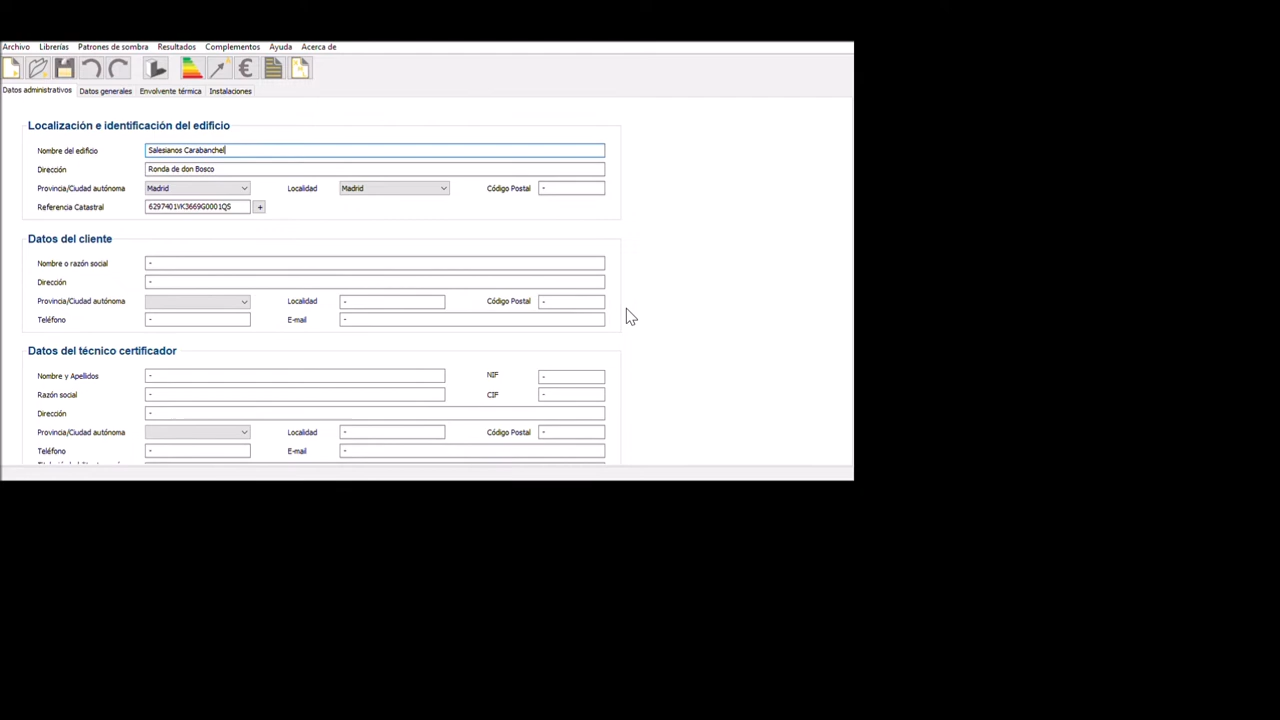 Archivo Librerías Patrones de sombra Resultados Complementos Ayuda Acerca de
€
Datos administrativos Datos generales Envolvente térmica Instalaciones
Localización e identificación del edificio
Nombre del edificio Salesianos Carabanchel
Dirección Ronda de don Bosco
Provincia/Ciudad autónoma Madrid Localidad Madrid Código Postal -
Referencia Catastral 6297401VK3669G0001QS +
Datos del cliente
Nombre o razón social -
Dirección -
Provincia/Ciudad autónoma Localidad - Código Postal -
Teléfono - E-mail -
Datos del técnico certificador
Nombre y Apellidos - NIF -
Razón social - CIF -
Dirección -
Provincia/Ciudad autónoma Localidad - Código Postal -
Teléfono - E-mail -